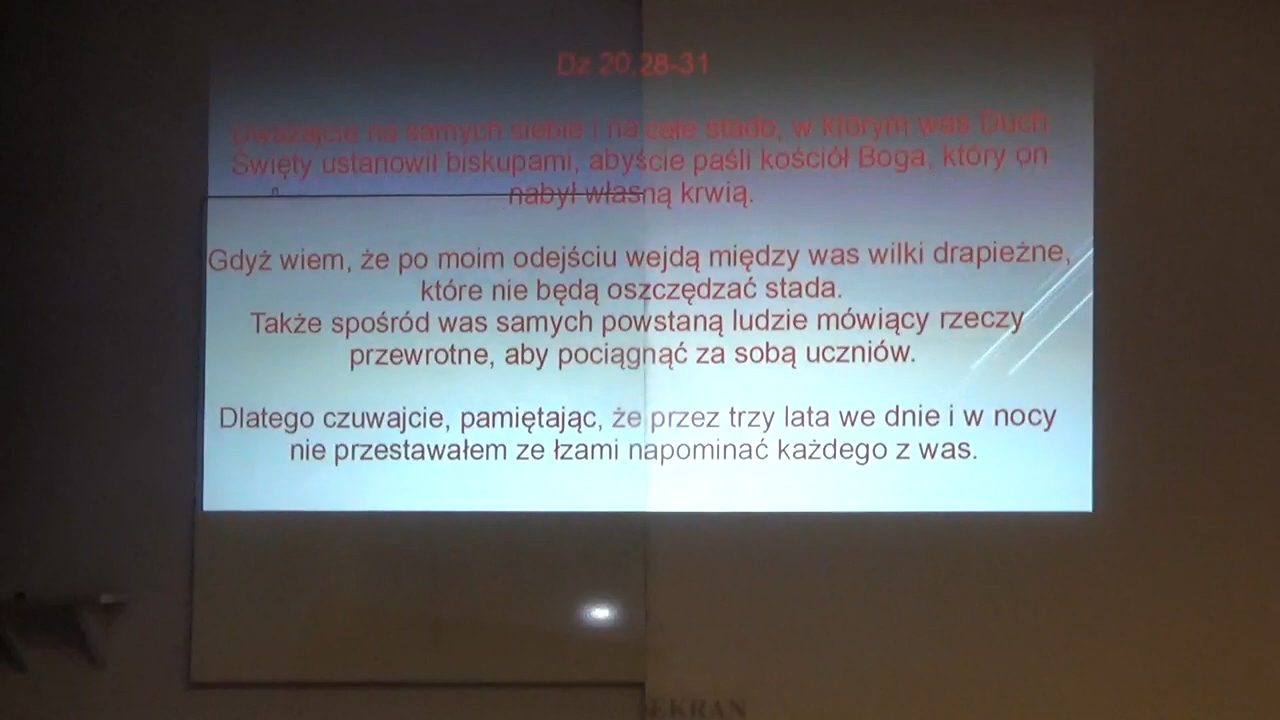 Dz 20,28-31
Uważajcie na samych siebie i na całe stado, w którym was Duch
Święty ustanowił biskupami, abyście paśli kościół Boga, który on
nabył własną krwią.
Gdyż wiem, że po moim odejściu wejdą między was wilki drapieżne,
które nie będą oszczędzać stada.
Także spośród was samych powstaną ludzie mówiący rzeczy
przewrotne, aby pociągnąć za sobą uczniów.
Dlatego czuwajcie, pamiętając, że przez trzy lata we dnie i w nocy
nie przestawałem ze łzami napominać każdego z was.
EKRAN